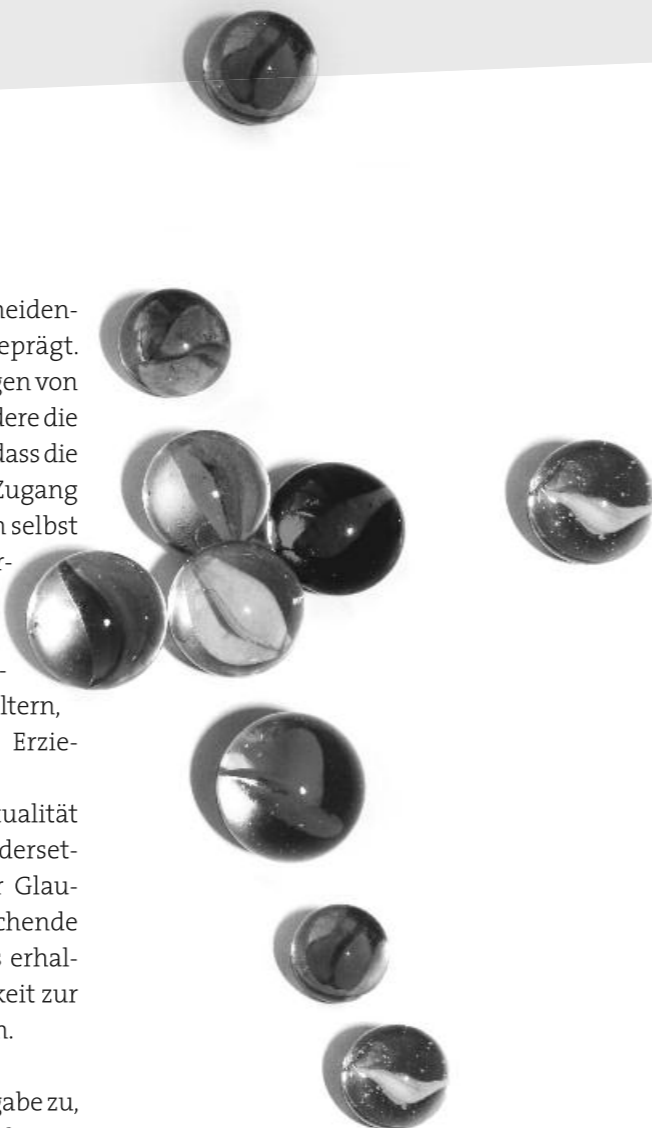 heiden-
eprägt.
gen von
dere die
dass die
Zugang
n selbst
r-
-
ltern,
Erzie-
tualität
derset-
r Glau-
chende
s erhal-
keit zur
n.
gabe zu,